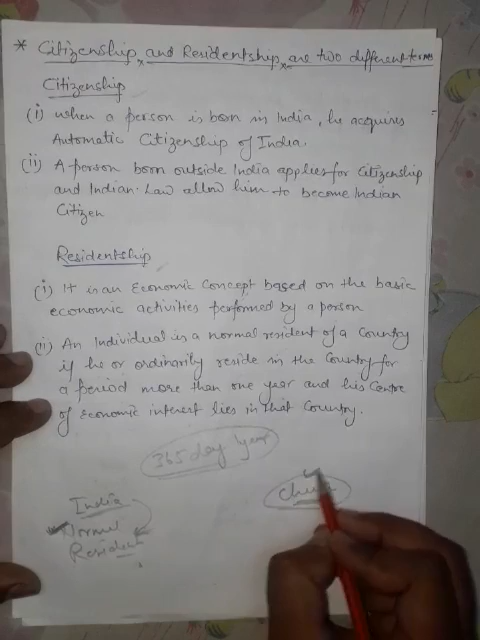 * Citizenship and Residentship are two different terms
Citizenship
(i) when a person is born in India, he acquires
Automatic Citizenship of India.
(ii) A person born outside India applies for Citizenship
and Indian Law allow him to become Indian
Citizen
Residentship
(i) It is an Economic Concept based on the basic
economic activities performed by a person
(i) An Individual is a normal resident of a Country
if he or ordinarily reside in the Country for
a period more than one year and his Centre
of economic interest lies in that Country.
365 day year
India
Normal
Resident